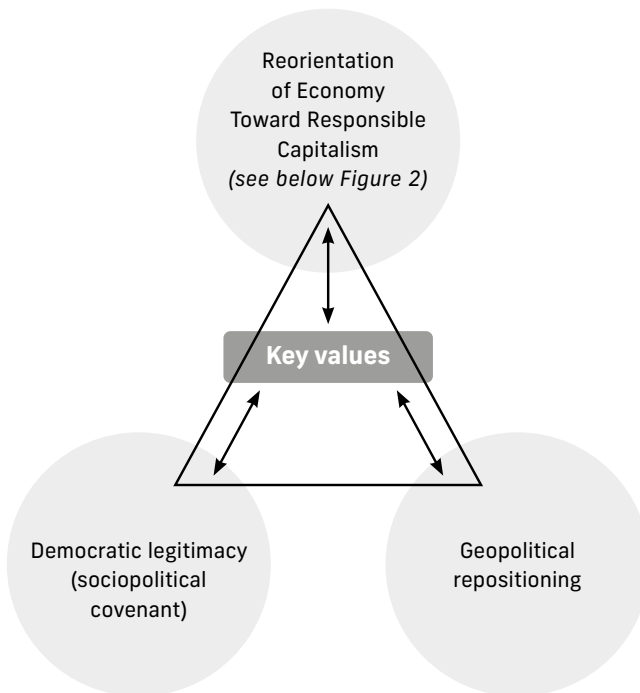 Reorientation
of Economy
Toward Responsible
Capitalism
(see below Figure 2)
Key values
Democratic legitimacy
(sociopolitical
covenant)
Geopolitical
repositioning